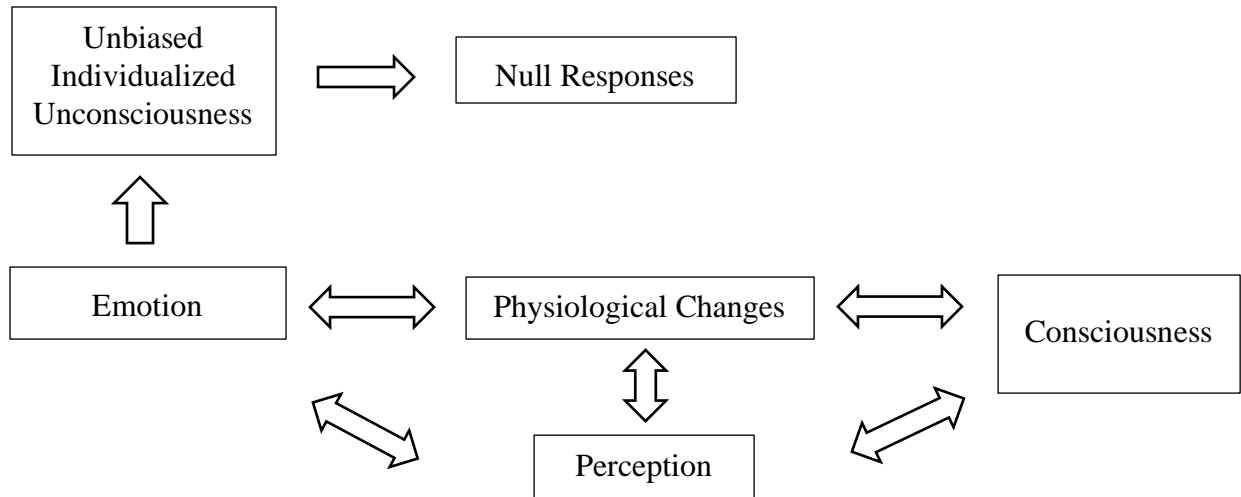 Unbiased
Individualized
Unconsciousness
Null Responses
Emotion
Physiological Changes
Consciousness
Perception